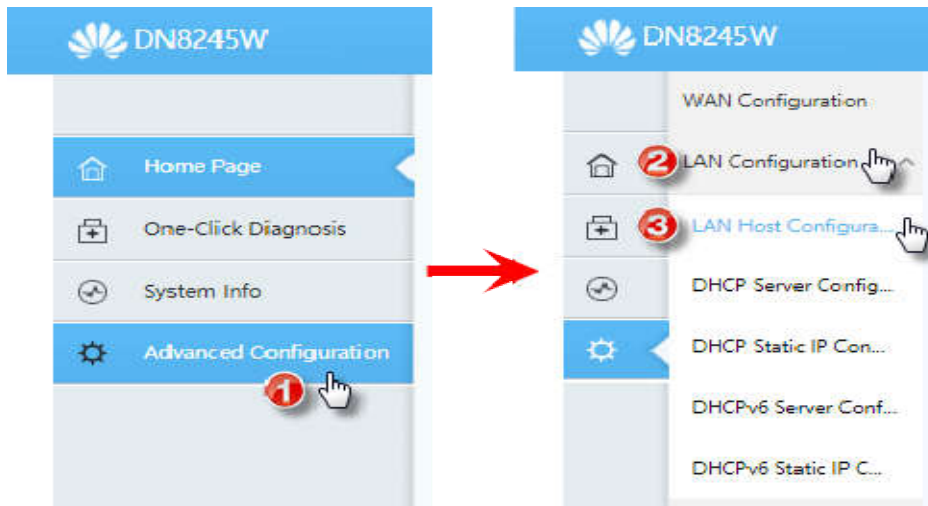 DN8245W
Home Page
One-Click Diagnosis
System Info
Advanced Configuration
1
DN8245W
WAN Configuration
2 LAN Configuration
3 LAN Host Configura...
DHCP Server Config...
DHCP Static IP Con...
DHCPv6 Server Conf...
DHCPv6 Static IP C...